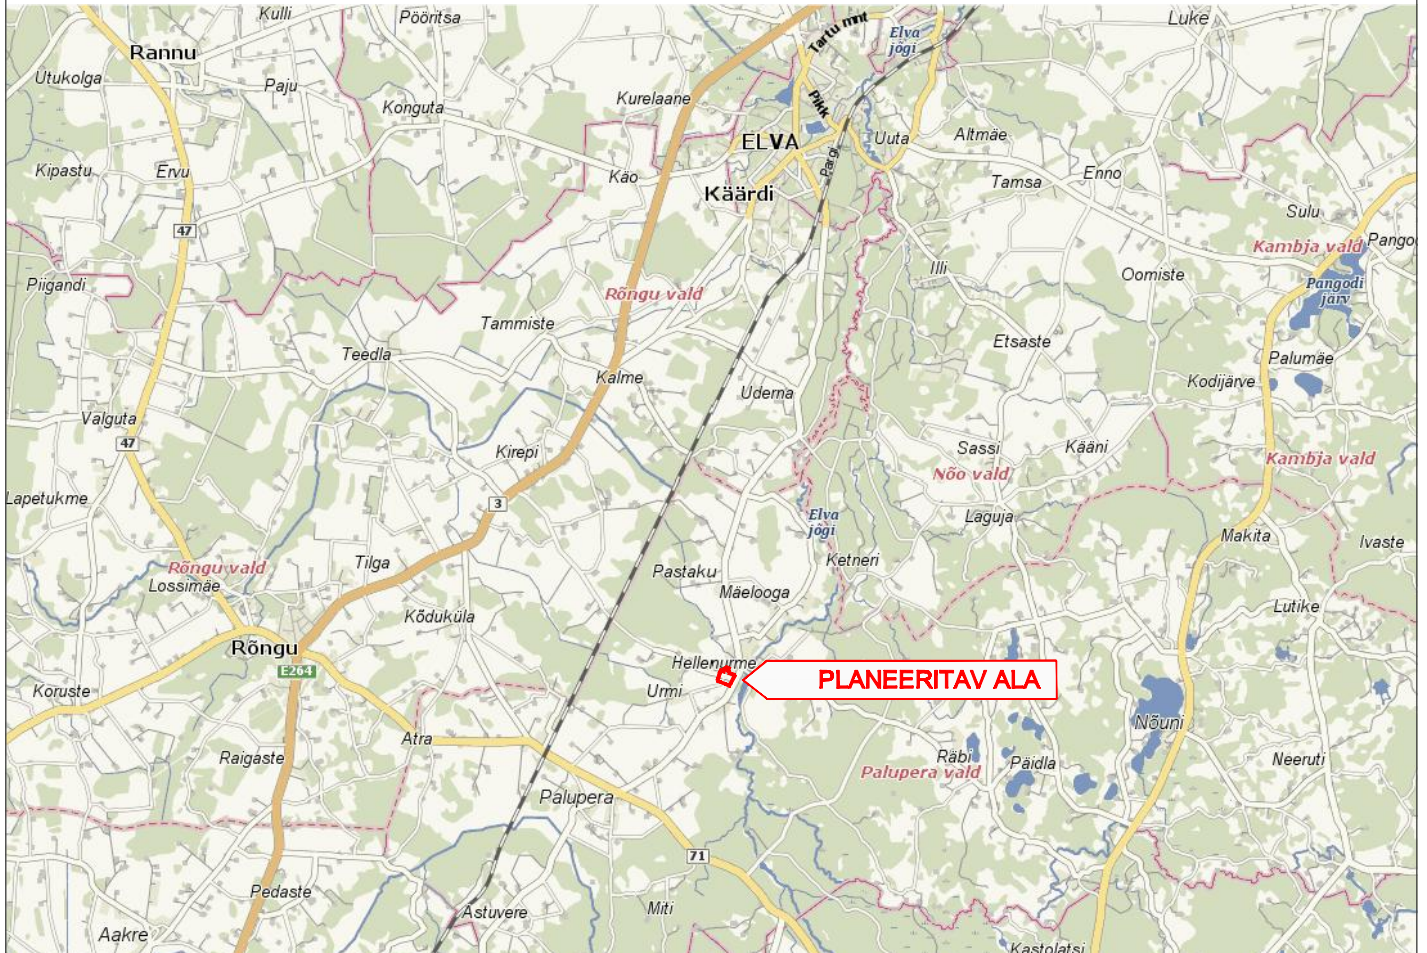 Kulli
Pööritsa
Luke
Tartu mnt
Elva
jõgi
Rannu
Utukolga
Paju
Konguta
Kurelaane
Pikk
ELVA
Uuta
Altmäe
Kipastu
Ervu
Käo
Pargi
Tamsa
Enno
Käärdi
Sulu
47
Kambja vald
Pango
Piigandi
Illi
Oomiste
Pangodi
järv
Rõngu vald
Tammiste
Etsaste
Teedla
Palumäe
Kalme
Kodijärve
Uderna
Valguta
47
Kirepi
Sassi
Kääni
Nõo vald
Kambja vald
Lapetukme
3
Elva
jõgi
Laguja
Makita
Ivaste
Tilga
Ketneri
Rõngu vald
Lossimäe
Pastaku
Mäelooga
Lutike
Kõduküla
Rõngu
E264
Hellenurme
Koruste
Urmi
PLANEERITAV ALA
Nõuni
Atra
Raigaste
Räbi
Päidla
Neeruti
Palupera vald
Palupera
71
Pedaste
Astuvere
Miti
Aakre
Kastolatsi